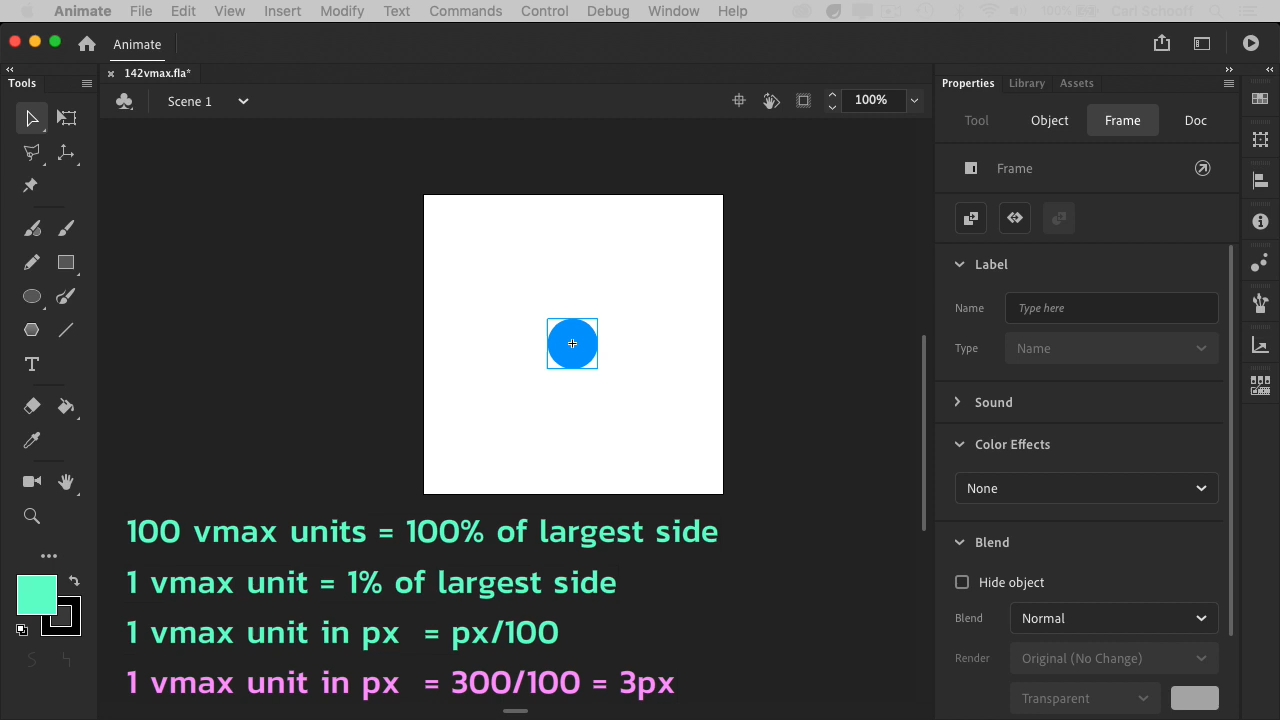 Animate File Edit View Insert Modify Text Commands Control Debug Window Help 100% Carl Schooff
Animate
Tools
142vmax.fla*
Scene 1
100%
Properties Library Assets
Tool Object Frame Doc
Frame
Label
Name Type here
Type Name
Sound
Color Effects
None
Blend
Hide object
Blend Normal
Render Original (No Change)
Transparent
100 vmax units = 100% of largest side
1 vmax unit = 1% of largest side
1 vmax unit in px = px/100
1 vmax unit in px = 300/100 = 3px